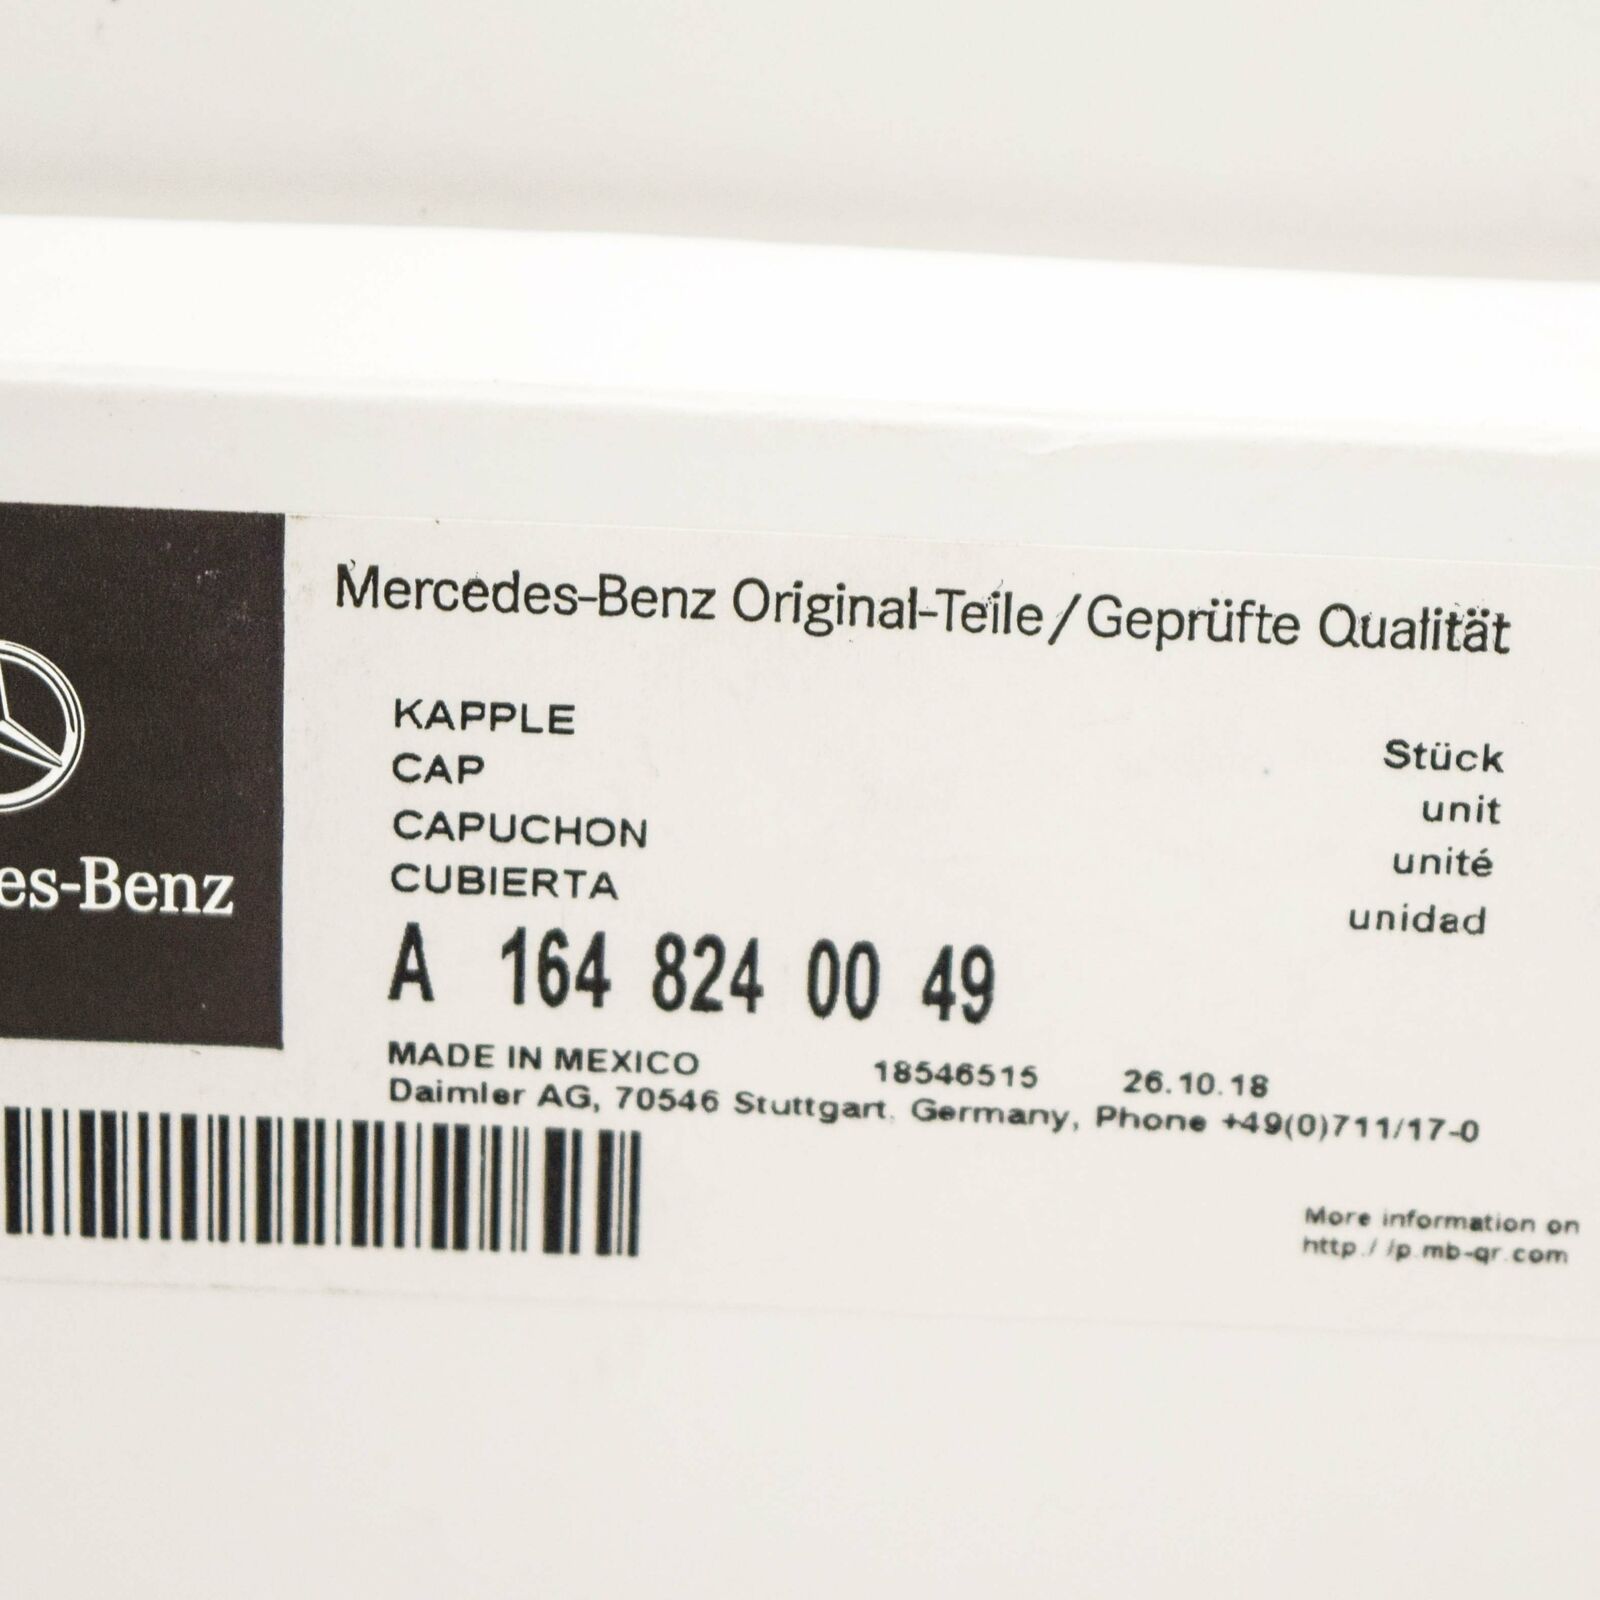 Mercedes-Benz Original-Teile/Geprüfte Qualität
KAPPLE
CAP
CAPUCHON
CUBIERTA
Stück
unit
unité
unidad
es-Benz
A 164 824 00 49
MADE IN MEXICO 18546515 26.10.18
Daimler AG, 70546 Stuttgart, Germany, Phone +49(0)711/17-0
More information on
http://p.mb-qr.com